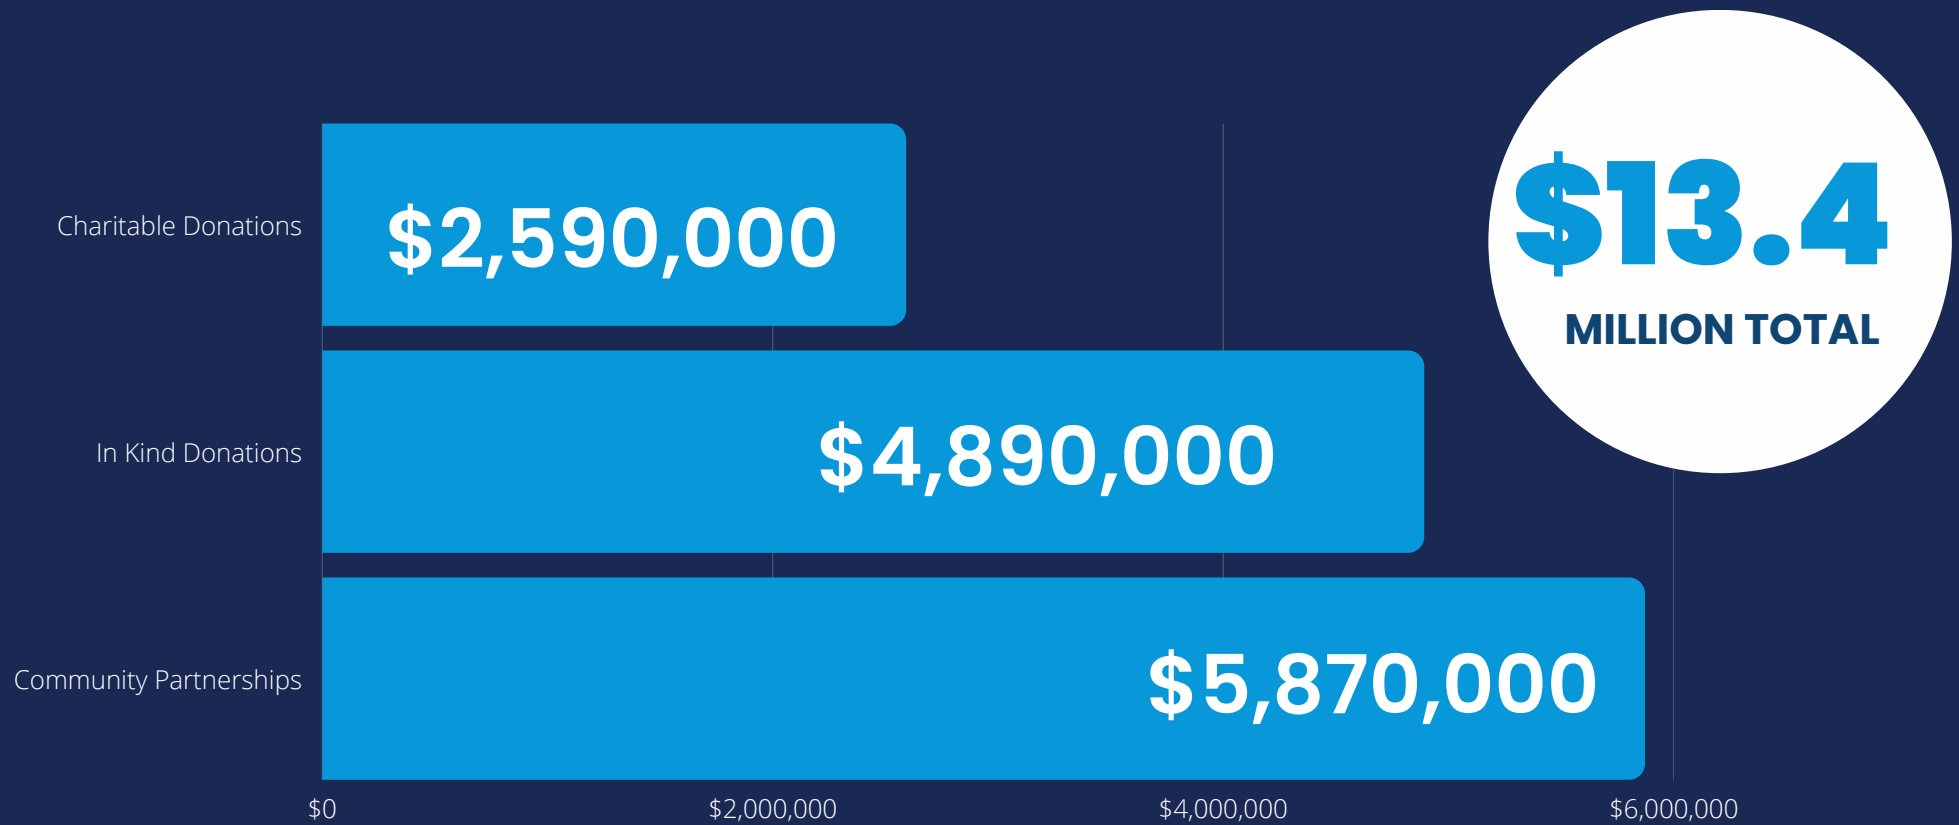 $13.4
MILLION TOTAL
Charitable Donations
$2,590,000
In Kind Donations
$4,890,000
Community Partnerships
$5,870,000
$0
$2,000,000
$4,000,000
$6,000,000